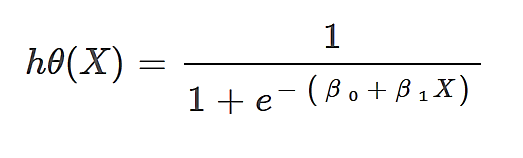 hθ(X) = 1 / (1 + e^−(β₀ + β₁X))